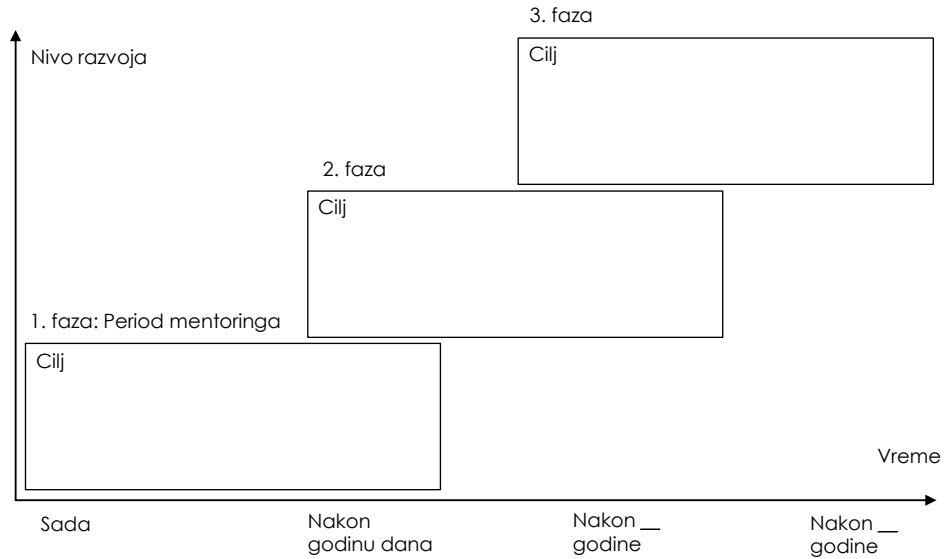 3. faza
Nivo razvoja
Cilj
2. faza
Cilj
1. faza: Period mentoringa
Cilj
Vreme
Sada
Nakon
godinu dana
Nakon __
godine
Nakon __
godine